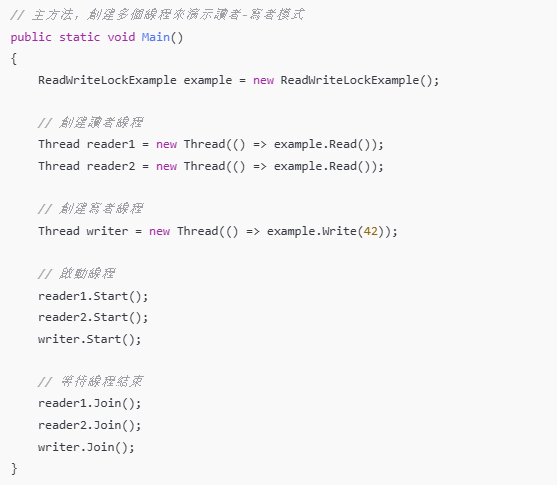 // 主方法，創建多個線程來演示讀者-寫者模式
public static void Main()
{
    ReadWriteLockExample example = new ReadWriteLockExample();
    // 創建讀者線程
    Thread reader1 = new Thread(() => example.Read());
    Thread reader2 = new Thread(() => example.Read());
    // 創建寫者線程
    Thread writer = new Thread(() => example.Write(42));
    // 啟動線程
    reader1.Start();
    reader2.Start();
    writer.Start();
    // 等待線程結束
    reader1.Join();
    reader2.Join();
    writer.Join();
}